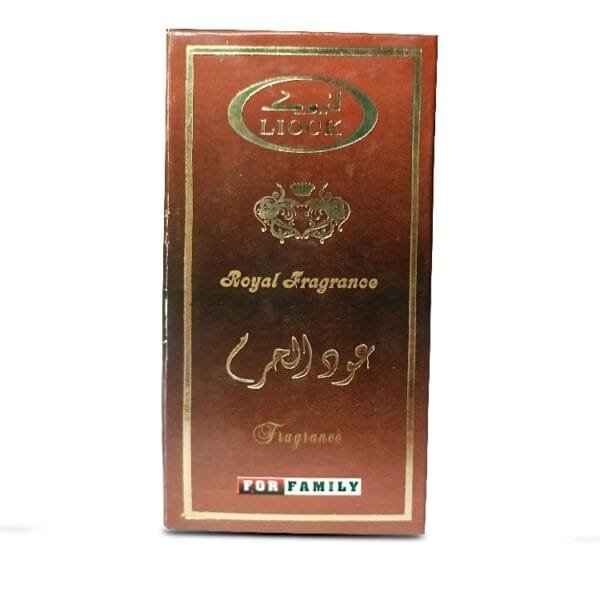 ليوك
LIOUK
Royal Fragrance
عود الحرم
Fragrance
FOR FAMILY